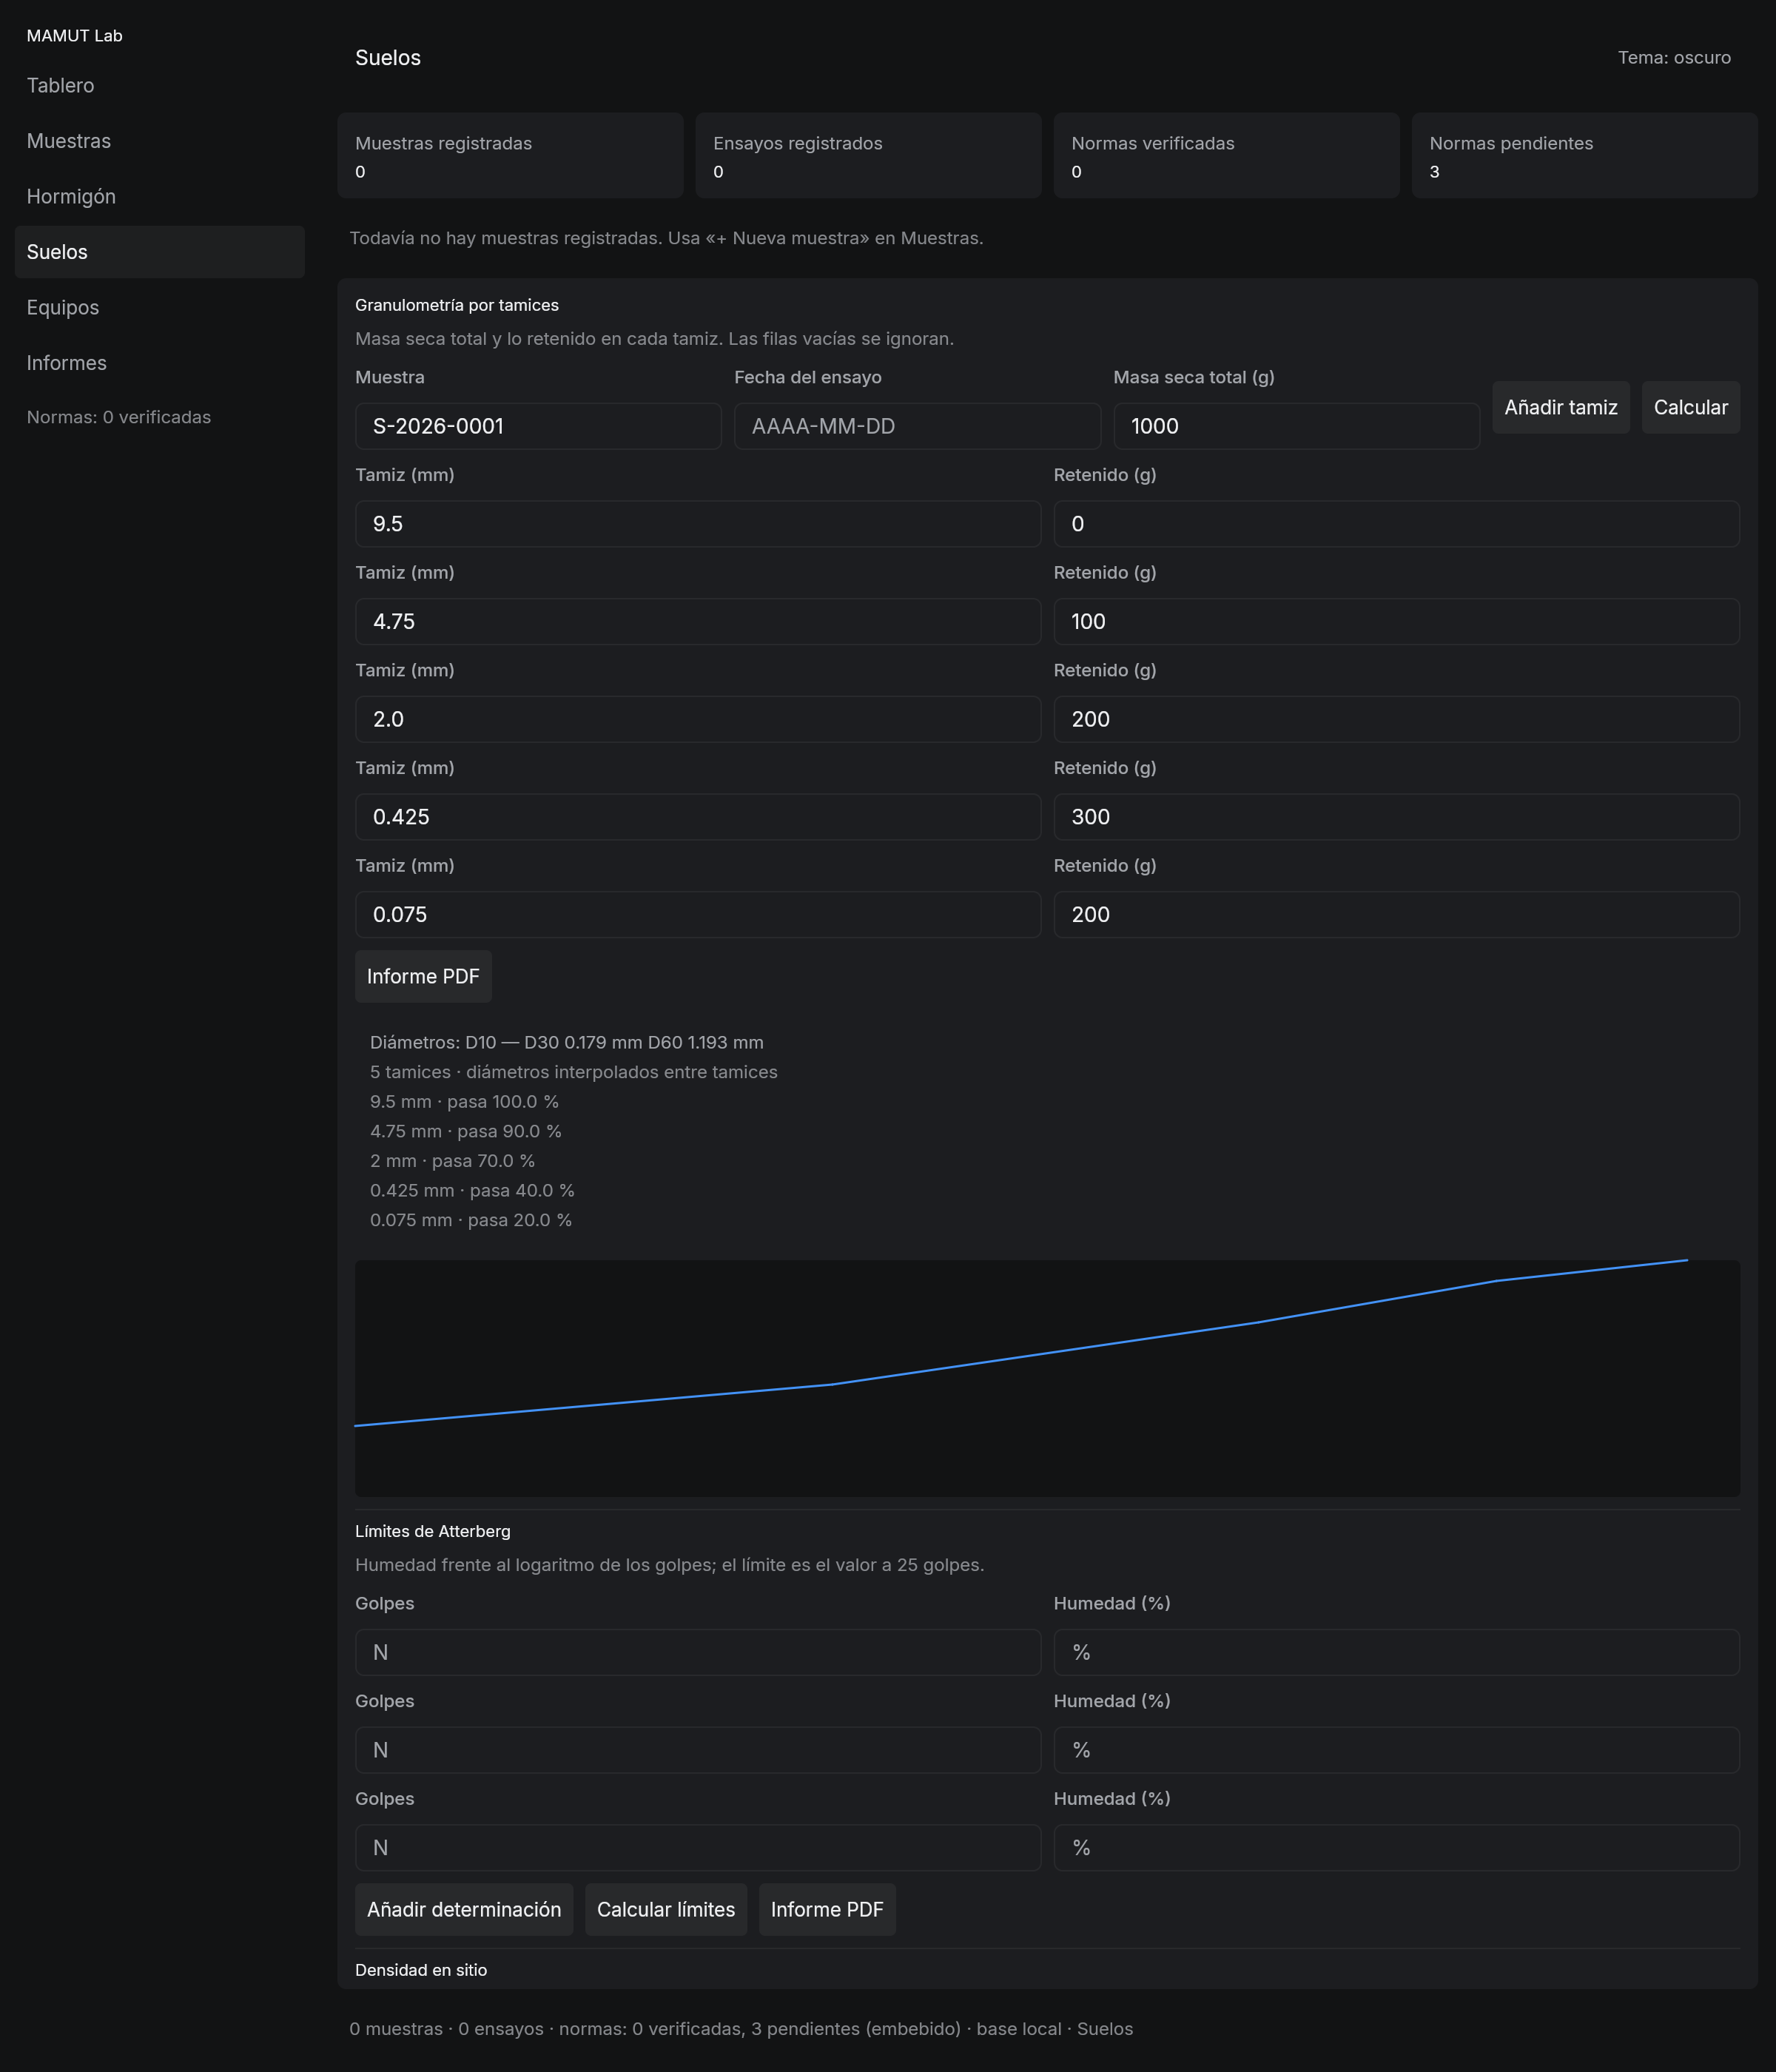 MAMUT Lab
Tablero
Muestras
Hormigón
Suelos
Equipos
Informes
Normas: 0 verificadas
Suelos
Tema: oscuro
Muestras registradas
0
Ensayos registrados
0
Normas verificadas
0
Normas pendientes
3
Todavía no hay muestras registradas. Usa «+ Nueva muestra» en Muestras.
Granulometría por tamices
Masa seca total y lo retenido en cada tamiz. Las filas vacías se ignoran.
Muestra
S-2026-0001
Fecha del ensayo
AAAA-MM-DD
Masa seca total (g)
1000
Añadir tamiz
Calcular
Tamiz (mm)
9.5
Retenido (g)
0
Tamiz (mm)
4.75
Retenido (g)
100
Tamiz (mm)
2.0
Retenido (g)
200
Tamiz (mm)
0.425
Retenido (g)
300
Tamiz (mm)
0.075
Retenido (g)
200
Informe PDF
Diámetros: D10 — D30 0.179 mm D60 1.193 mm
5 tamices · diámetros interpolados entre tamices
9.5 mm · pasa 100.0 %
4.75 mm · pasa 90.0 %
2 mm · pasa 70.0 %
0.425 mm · pasa 40.0 %
0.075 mm · pasa 20.0 %
Límites de Atterberg
Humedad frente al logaritmo de los golpes; el límite es el valor a 25 golpes.
Golpes
N
Humedad (%)
%
Golpes
N
Humedad (%)
%
Golpes
N
Humedad (%)
%
Añadir determinación
Calcular límites
Informe PDF
Densidad en sitio
0 muestras · 0 ensayos · normas: 0 verificadas, 3 pendientes (embebido) · base local · Suelos